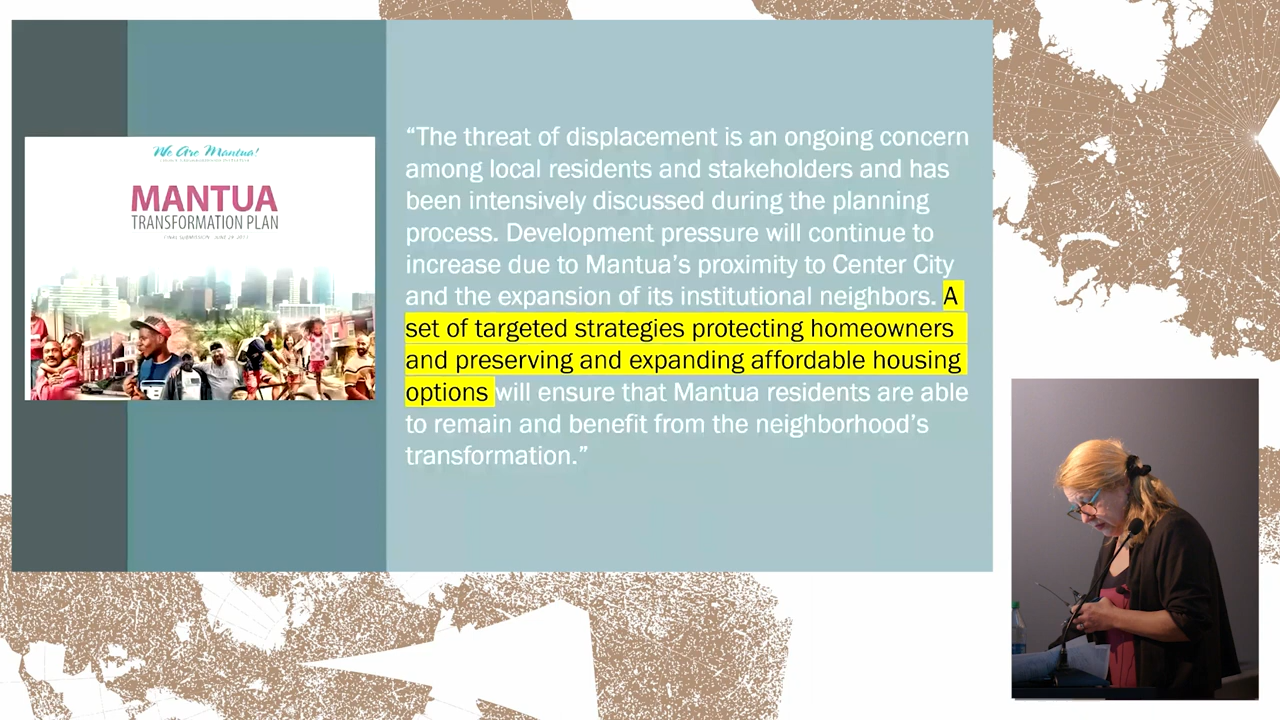 We Are Mantua!
MANTUA
TRANSFORMATION PLAN
“The threat of displacement is an ongoing concern
among local residents and stakeholders and has
been intensively discussed during the planning
process. Development pressure will continue to
increase due to Mantua’s proximity to Center City
and the expansion of its institutional neighbors. A
set of targeted strategies protecting homeowners
and preserving and expanding affordable housing
options will ensure that Mantua residents are able
to remain and benefit from the neighborhood’s
transformation.”